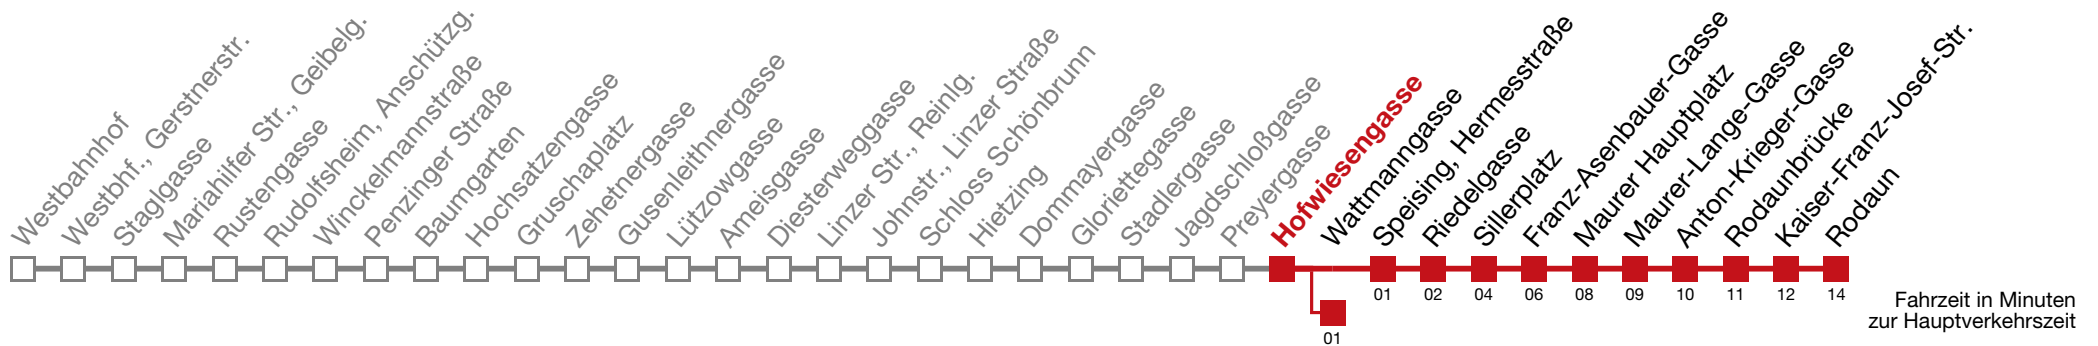 Westbahnhof
Westbhf., Gerstnerstr.
Staglgasse
Mariahilfer Str., Geibelg.
Rustengasse
Rudolfsheim, Anschützg.
Winckelmannstraße
Penzinger Straße
Baumgarten
Hochsatzengasse
Gruschaplatz
Zehetnergasse
Gusenleithnergasse
Lützowgasse
Ameisgasse
Diesterweggasse
Linzer Str., Reinlg.
Johnstr., Linzer Straße
Schloss Schönbrunn
Hietzing
Dommayergasse
Gloriettegasse
Stadlergasse
Jagdschloßgasse
Preyergasse
Hofwiesengasse
Wattmanngasse
Speising, Hermesstraße
Riedelgasse
Sillerplatz
Franz-Asenbauer-Gasse
Maurer Hauptplatz
Maurer-Lange-Gasse
Anton-Krieger-Gasse
Rodaunbrücke
Kaiser-Franz-Josef-Str.
Rodaun
01 02 04 06 08 09 10 11 12 14
01
Fahrzeit in Minuten
zur Hauptverkehrszeit